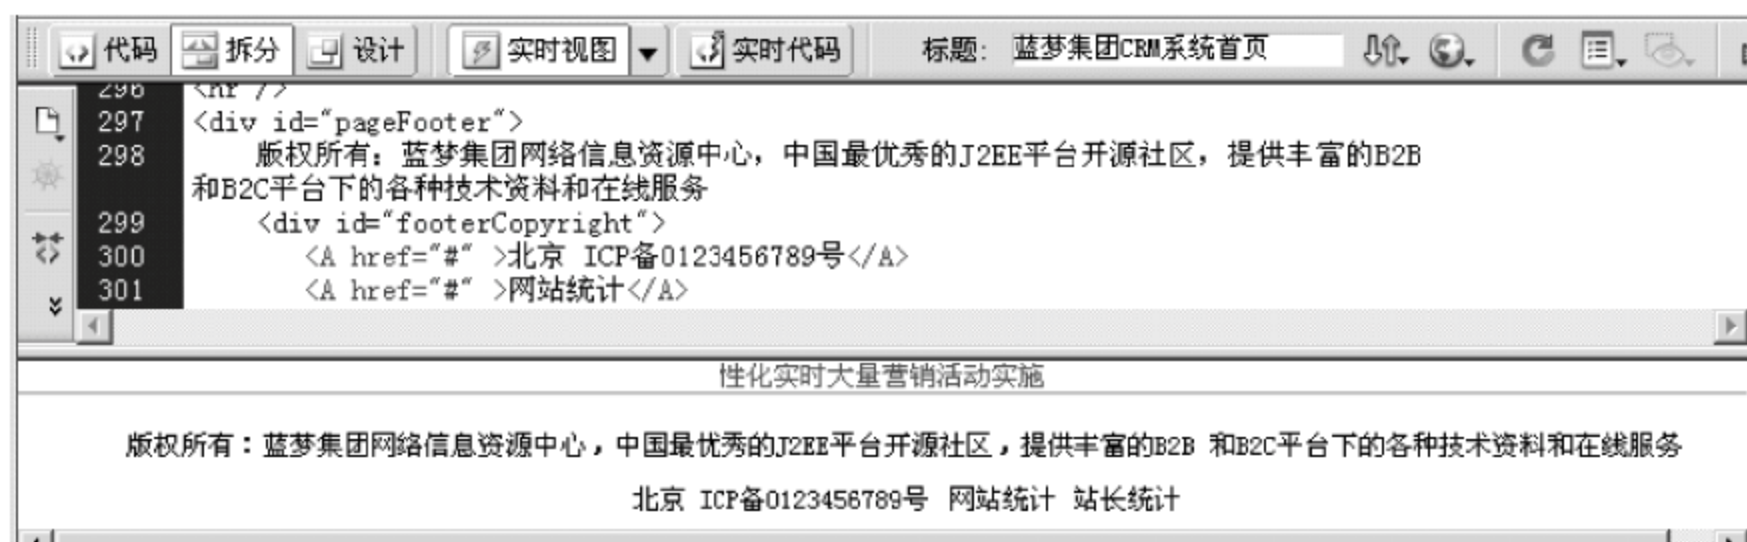 代码 拆分 设计 实时视图 实时代码 标题: 蓝梦集团CRM系统首页
296 <hr />
297 <div id="pageFooter">
298 版权所有: 蓝梦集团网络信息资源中心, 中国最优秀的J2EE平台开源社区, 提供丰富的B2B
和B2C平台下的各种技术资料和在线服务
299 <div id="footerCopyright">
300 <A href="#" >北京 ICP备0123456789号</A>
301 <A href="#" >网站统计</A>
性化实时大量营销活动实施
版权所有：蓝梦集团网络信息资源中心，中国最优秀的J2EE平台开源社区，提供丰富的B2B 和B2C平台下的各种技术资料和在线服务
北京 ICP备0123456789号 网站统计 站长统计